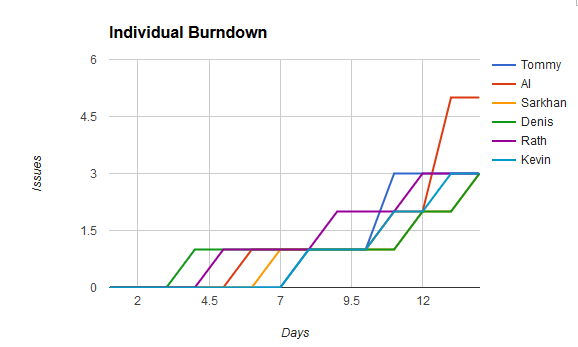 Individual Burndown
6
4.5
3
1.5
0
Issues
2
4.5
7
9.5
12
Days
Tommy
Al
Sarkhan
Denis
Rath
Kevin